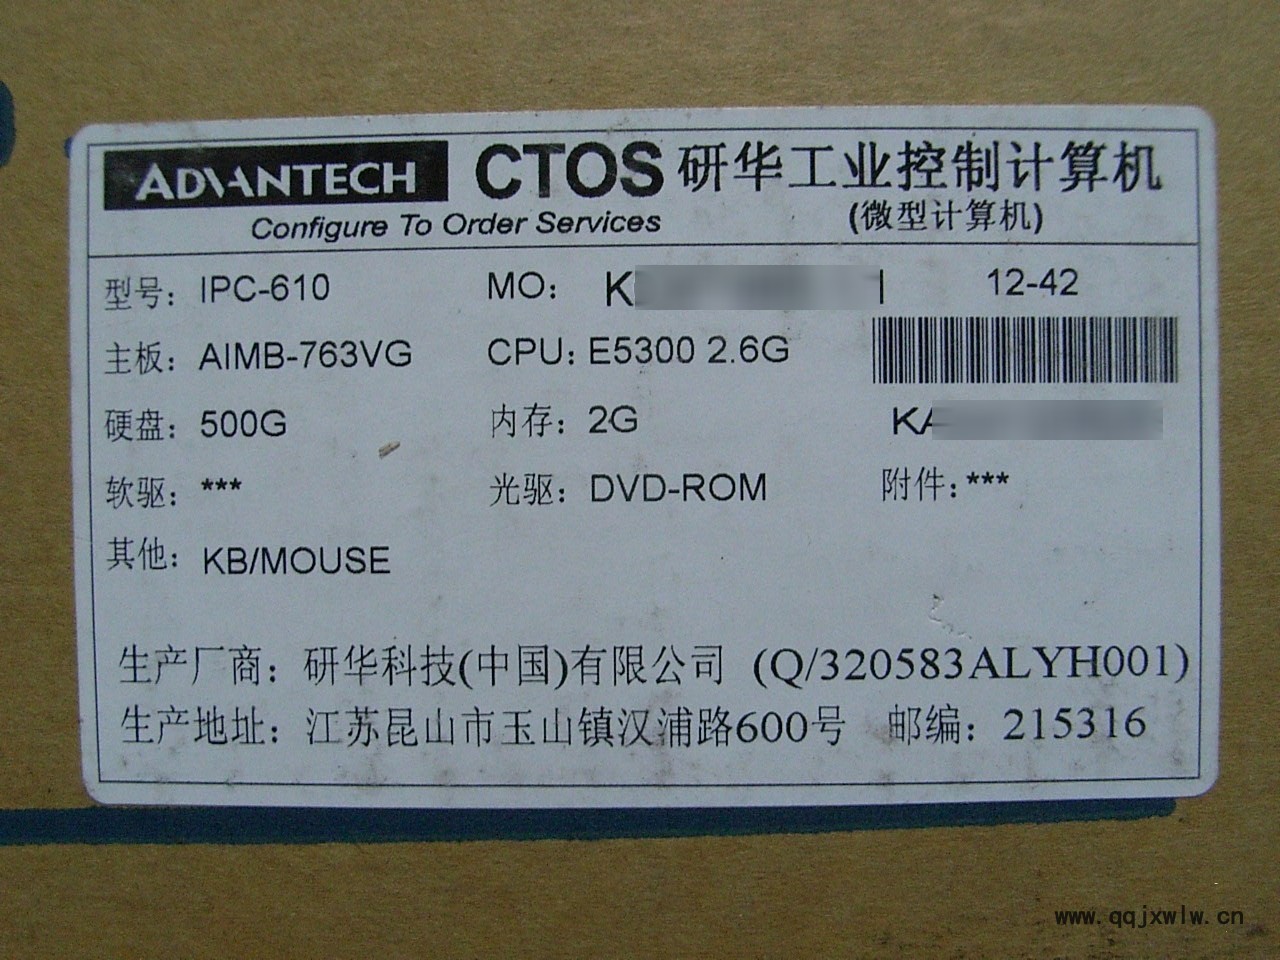 ADVANTECH CTOS 研华工业控制计算机
Configure To Order Services (微型计算机)
型号: IPC-610 MO: K 12-42
主板: AIMB-763VG CPU: E5300 2.6G
硬盘: 500G 内存: 2G KA
软驱: *** 光驱: DVD-ROM 附件: ***
其他: KB/MOUSE
生产厂商: 研华科技(中国)有限公司 (Q/320583ALYH001)
生产地址: 江苏昆山市玉山镇汉浦路600号 邮编: 215316
www.qqjxwlw.cn